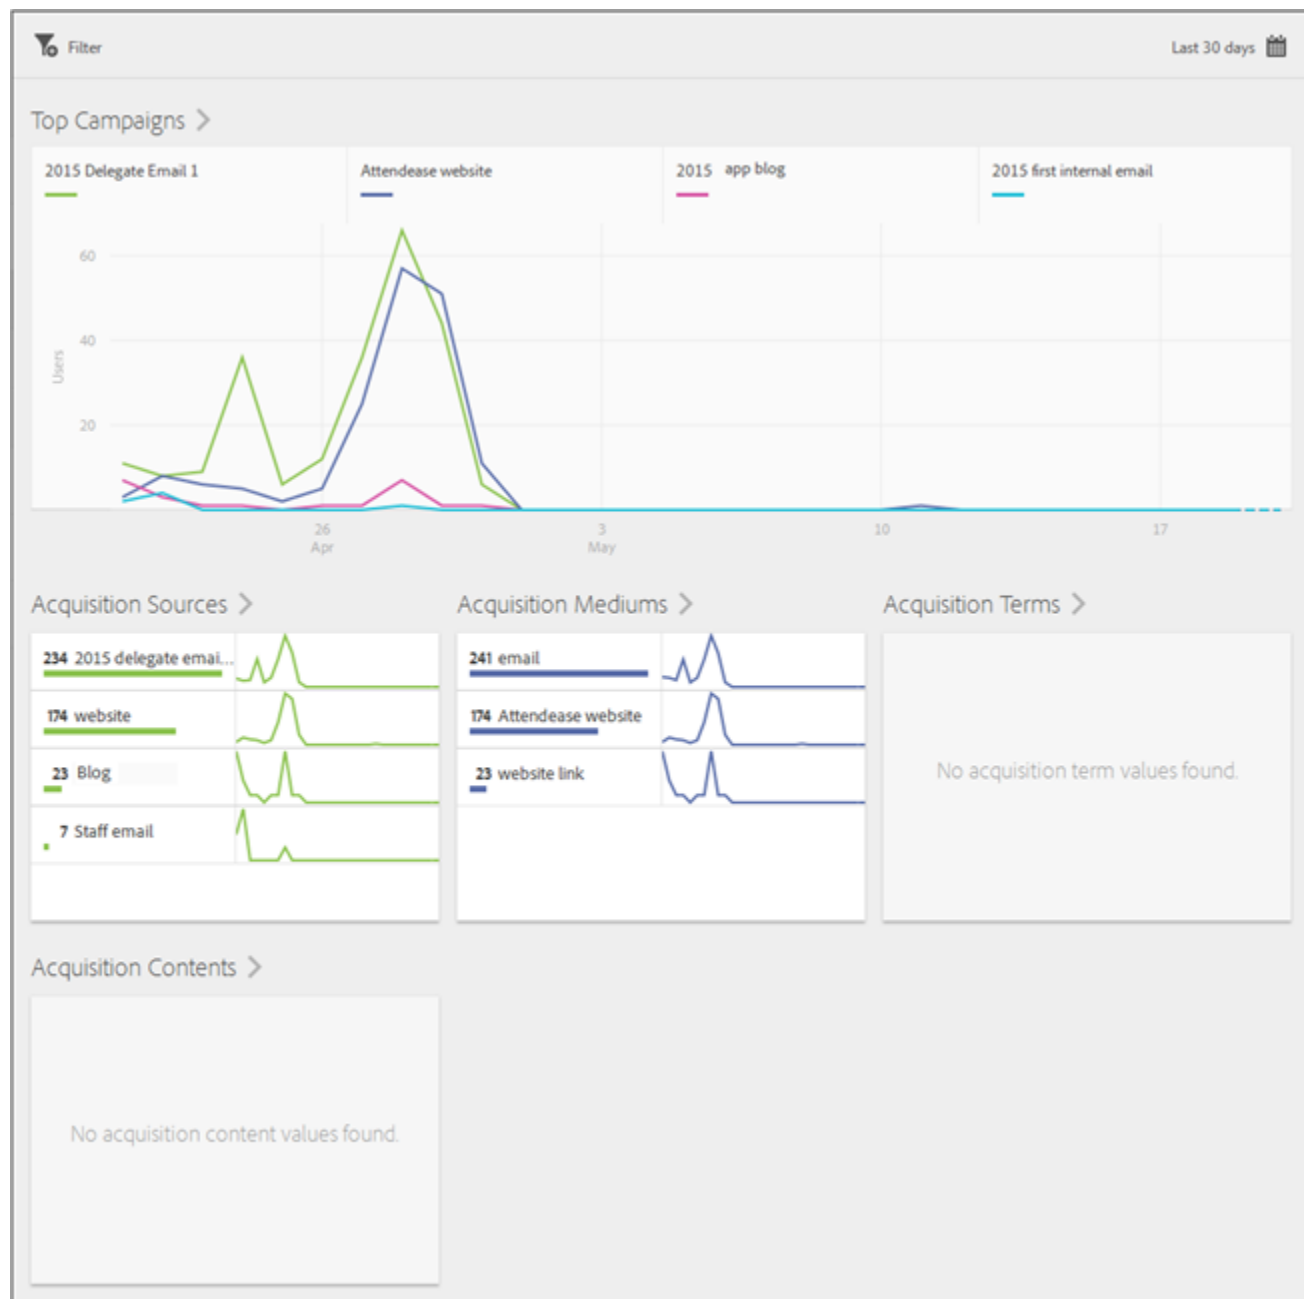 Filter
Last 30 days
Top Campaigns
2015 Delegate Email 1
Attendease website
2015 app blog
2015 first internal email
60
40
20
Users
26
Apr
3
May
10
17
Acquisition Sources
234 2015 delegate emai...
174 website
23 Blog
7 Staff email
Acquisition Mediums
241 email
174 Attendease website
23 website link
Acquisition Terms
No acquisition term values found.
Acquisition Contents
No acquisition content values found.